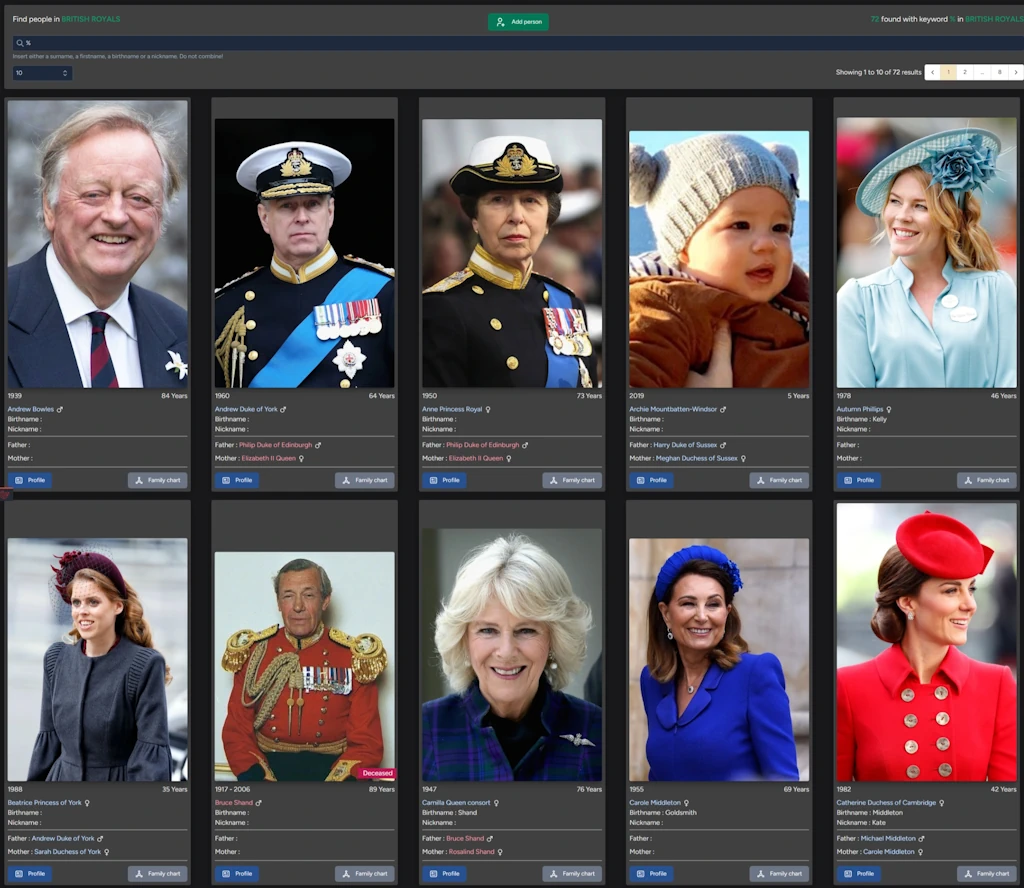 Find people in BRITISH ROYALS
Add person
72 found with keyword % in BRITISH ROYALS
%
Insert either a surname, a firstname, a birthname or a nickname. Do not combine!
10
Showing 1 to 10 of 72 results
‹ 1 2 ... 8 ›
1939 84 Years
Andrew Bowles ♂
Birthname :
Nickname :
Father :
Mother :
Profile Family chart
1960 64 Years
Andrew Duke of York ♂
Birthname :
Nickname :
Father : Philip Duke of Edinburgh ♂
Mother : Elizabeth II Queen ♀
Profile Family chart
1950 73 Years
Anne Princess Royal ♀
Birthname :
Nickname :
Father : Philip Duke of Edinburgh ♂
Mother : Elizabeth II Queen ♀
Profile Family chart
2019 5 Years
Archie Mountbatten-Windsor ♂
Birthname :
Nickname :
Father : Harry Duke of Sussex ♂
Mother : Meghan Duchess of Sussex ♀
Profile Family chart
1978 46 Years
Autumn Phillips ♀
Birthname : Kelly
Nickname :
Father :
Mother :
Profile Family chart
1988 35 Years
Beatrice Princess of York ♀
Birthname :
Nickname :
Father : Andrew Duke of York ♂
Mother : Sarah Duchess of York ♀
Profile Family chart
Deceased
1917 - 2006 89 Years
Bruce Shand ♂
Birthname :
Nickname :
Father :
Mother :
Profile Family chart
1947 76 Years
Camilla Queen consort ♀
Birthname : Shand
Nickname :
Father : Bruce Shand ♂
Mother : Rosalind Shand ♀
Profile Family chart
1955 69 Years
Carole Middleton ♀
Birthname : Goldsmith
Nickname :
Father :
Mother :
Profile Family chart
1982 42 Years
Catherine Duchess of Cambridge ♀
Birthname : Middleton
Nickname : Kate
Father : Michael Middleton ♂
Mother : Carole Middleton ♀
Profile Family chart